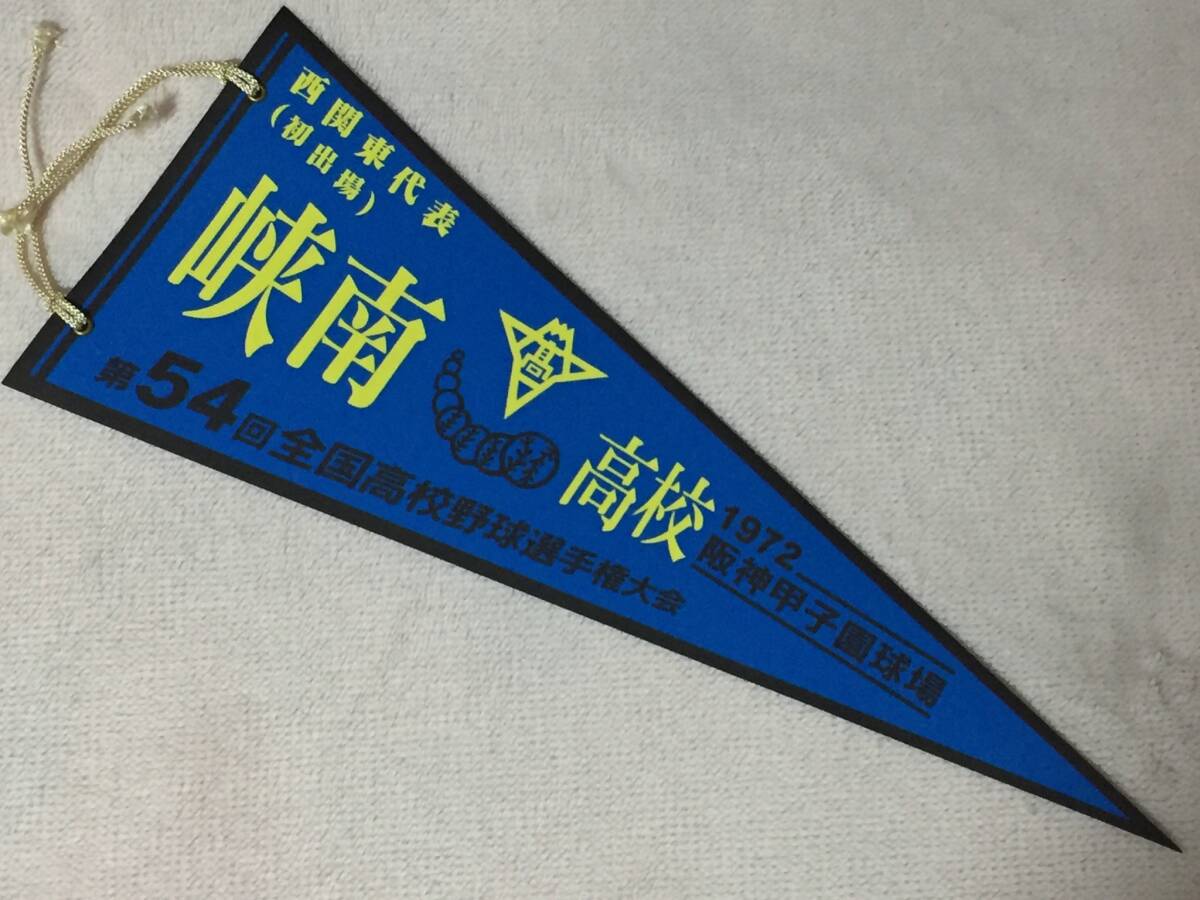 西関東代表
(初出場)
峡南
高
高校
第54回全国高校野球選手権大会
1972
阪神甲子園球場